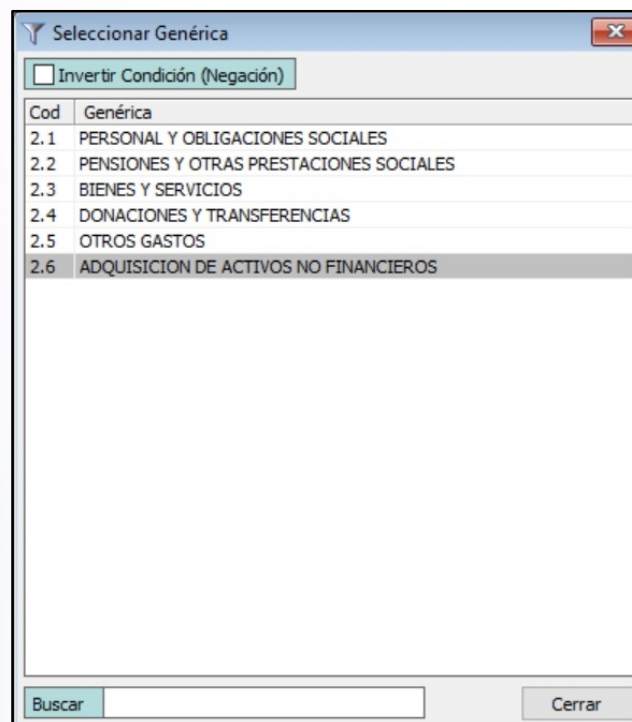 Seleccionar Genérica
Invertir Condición (Negación)
Cod Genérica
2.1 PERSONAL Y OBLIGACIONES SOCIALES
2.2 PENSIONES Y OTRAS PRESTACIONES SOCIALES
2.3 BIENES Y SERVICIOS
2.4 DONACIONES Y TRANSFERENCIAS
2.5 OTROS GASTOS
2.6 ADQUISICION DE ACTIVOS NO FINANCIEROS
Buscar Cerrar